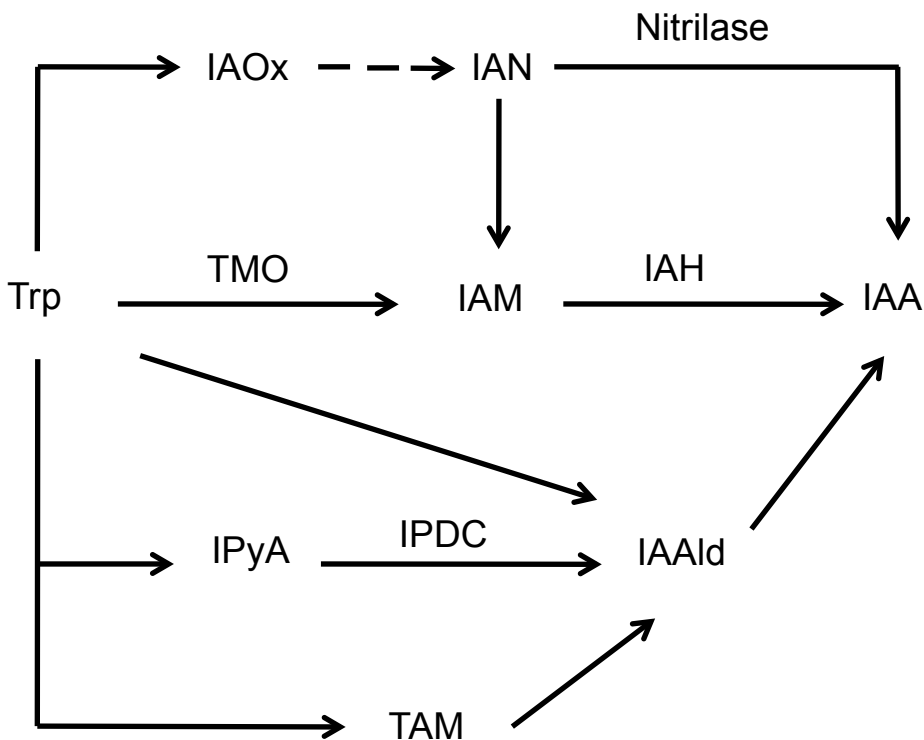 Nitrilase
IAOx
IAN
TMO
IAH
Trp
IAM
IAA
IPyA
IPDC
IAAld
TAM